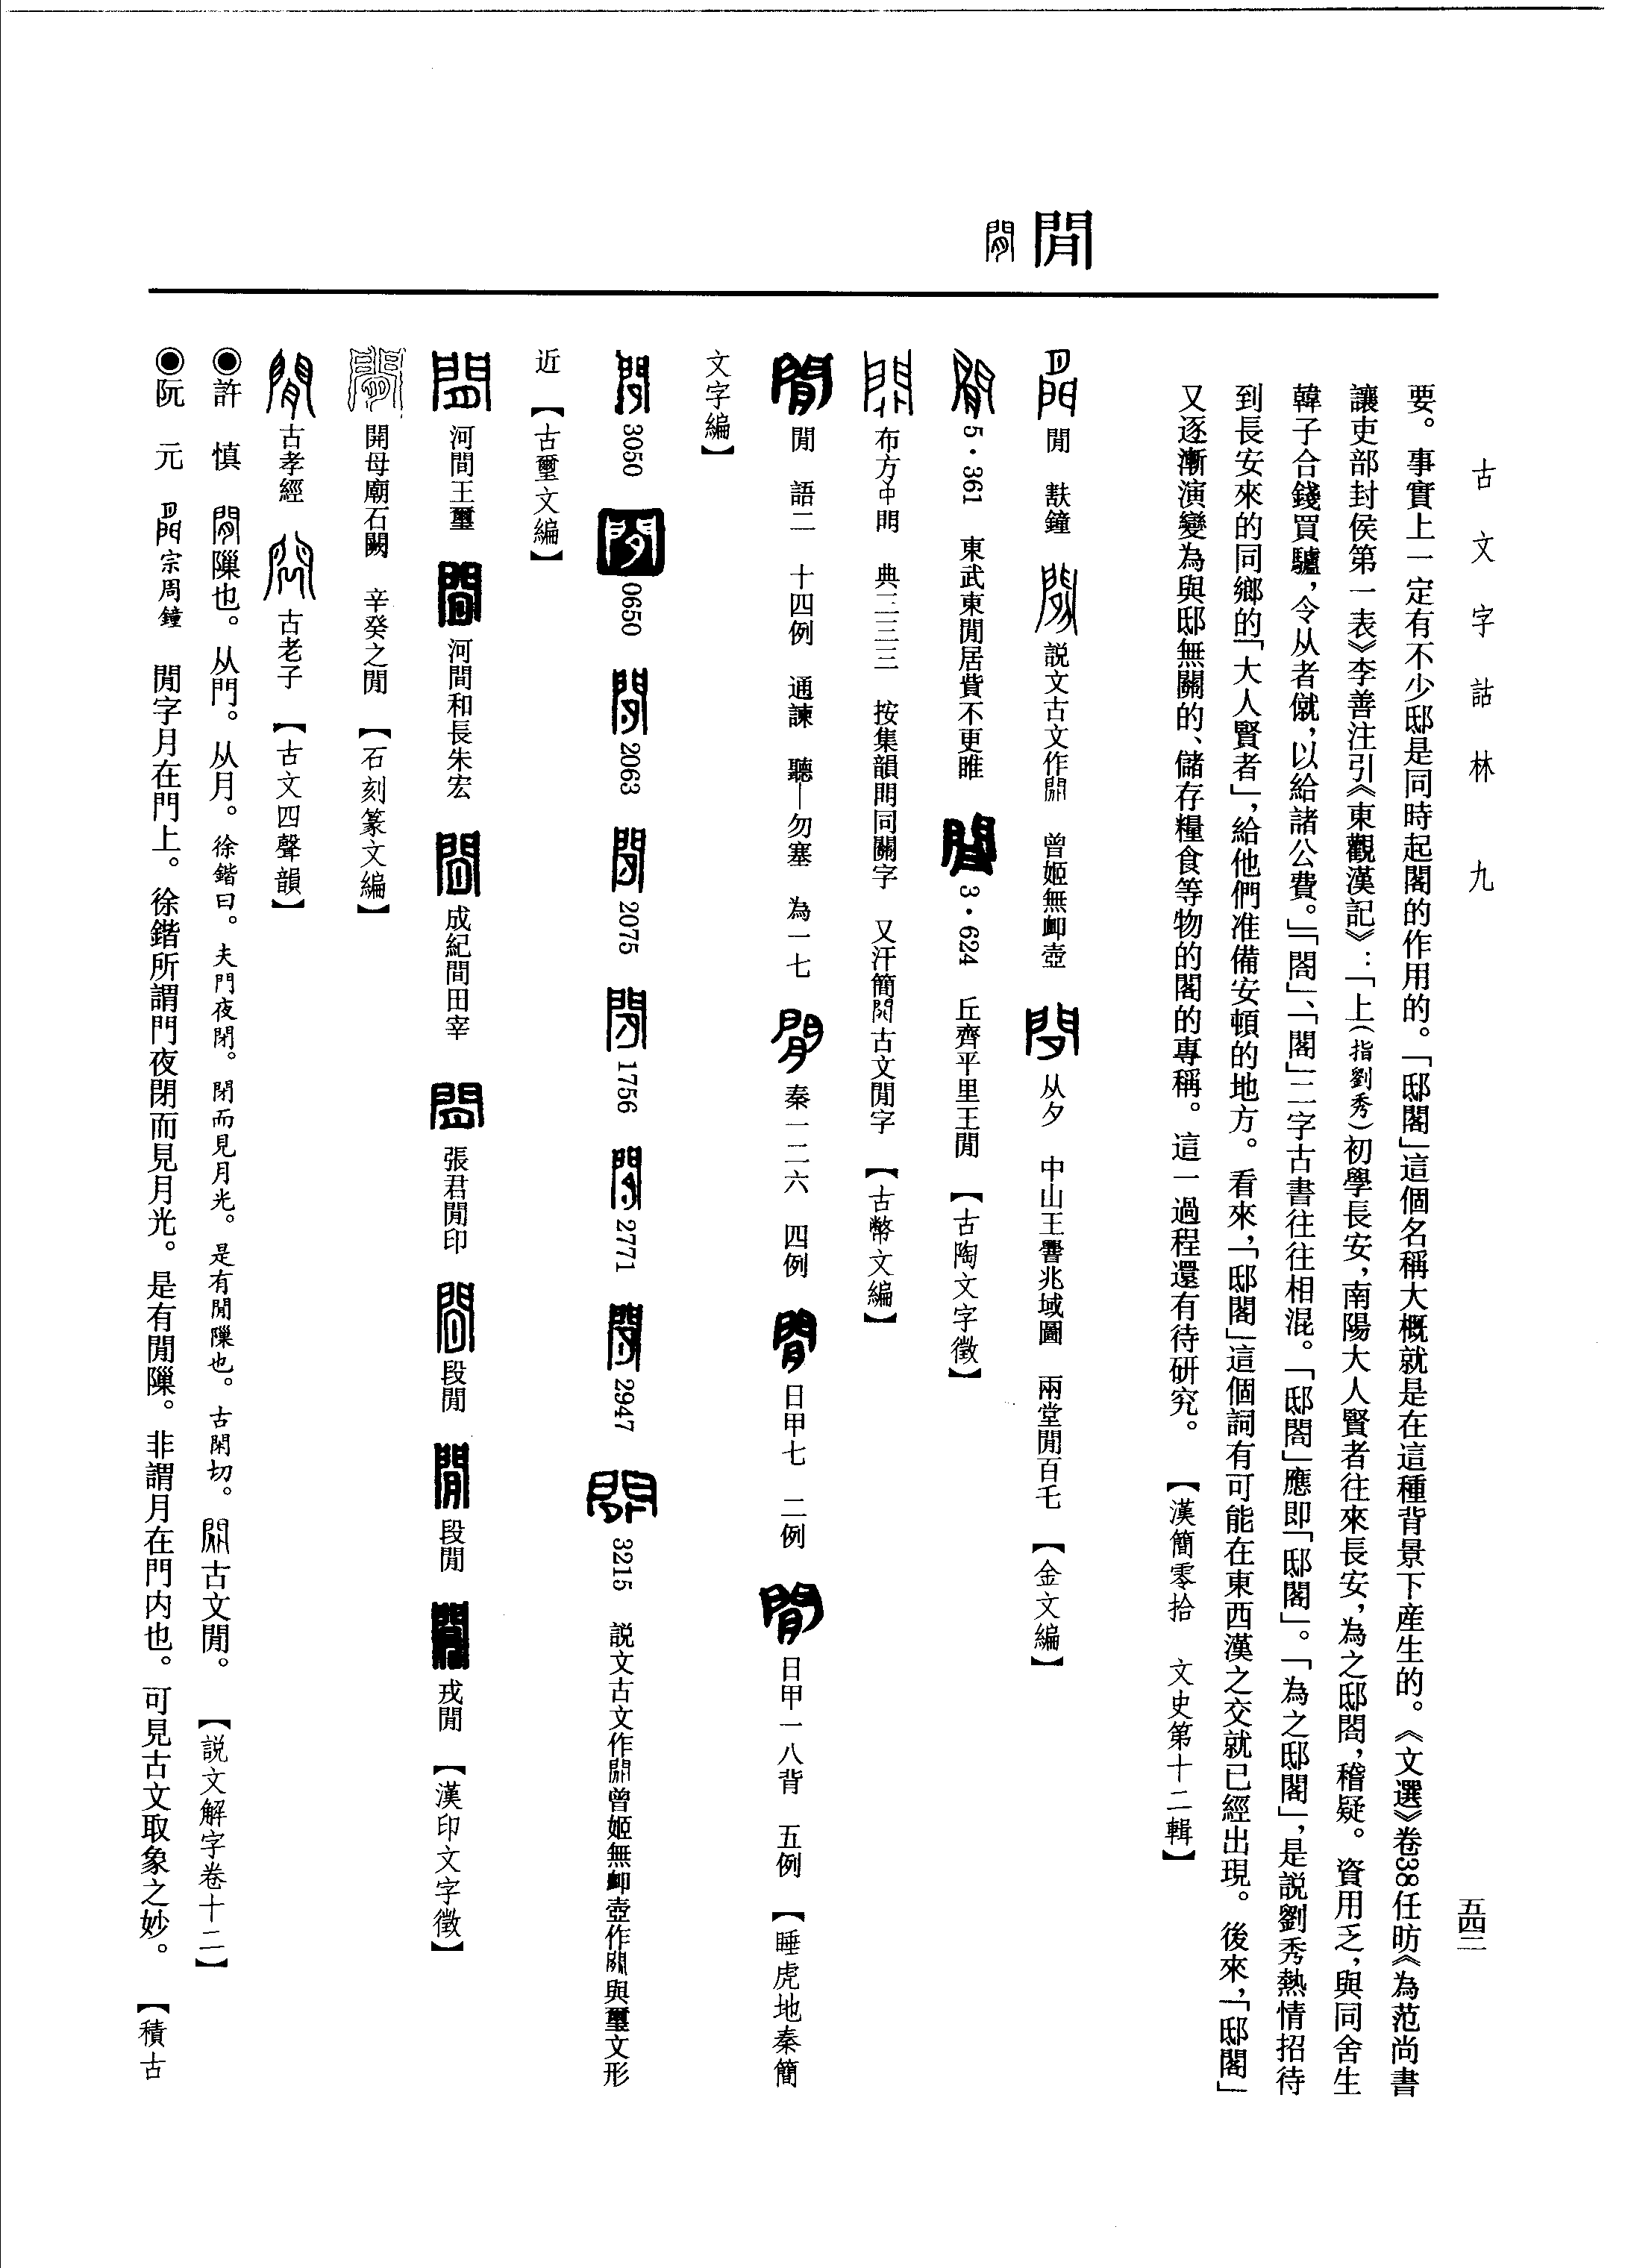 古文字詁林 九
五四二
閒
要。事實上一定有不少邸是同時起閣的作用的。「邸閣」這個名稱大概就是在這種背景下産生的。《文選》卷38任昉《為范尚書
讓吏部封侯第一表》李善注引《東觀漢記》:「上(指劉秀)初學長安,南陽大人賢者往來長安,為之邸閤,稽疑。資用乏,與同舍生
韓子合錢買驢,令从者僦,以給諸公費。」「閤」、「閣」二字古書往往相混。「邸閤」應即「邸閣」。「為之邸閣」,是説劉秀熱情招待
到長安來的同鄉的「大人賢者」,給他們准備安頓的地方。看來,「邸閣」這個詞有可能在東西漢之交就已經出現。後來,「邸閣」
又逐漸演變為與邸無關的、儲存糧食等物的閣的專稱。這一過程還有待研究。 【漢簡零拾 文史第十二輯】
閒 㝬鐘 説文古文作 曾姬無卹壺 从夕 中山王䜭兆域圖 兩堂閒百乇 【金文編】
5·361 東武東閒居貲不更睢 3·624 丘齊平里王閒 【古陶文字徵】
布方 典二三三 按集韻 同關字 又汗簡 古文閒字 【古幣文編】
閒 語二 十四例 通諫 聽—勿塞 為一七 秦一二六 四例 日甲七 二例 日甲一八背 五例 【睡虎地秦簡
文字編】
3050 0650 2063 2075 1756 2771 2947 3215 説文古文作 曾姬無卹壺作 與璽文形
近 【古璽文編】
河間王璽 河間和長朱宏 成紀間田宰 張君閒印 段閒 段閒 戎閒 【漢印文字徵】
開母廟石闕 辛癸之閒 【石刻篆文編】
古孝經 古老子 【古文四聲韻】
◉許 慎 隟也。从門。从月。徐鍇曰。夫門夜閉。閉而見月光。是有閒隟也。古閑切。 古文閒。 【説文解字卷十二】
◉阮 元 宗周鐘 閒字月在門上。徐鍇所謂門夜閉而見月光。是有閒隟。非謂月在門内也。可見古文取象之妙。 【積古